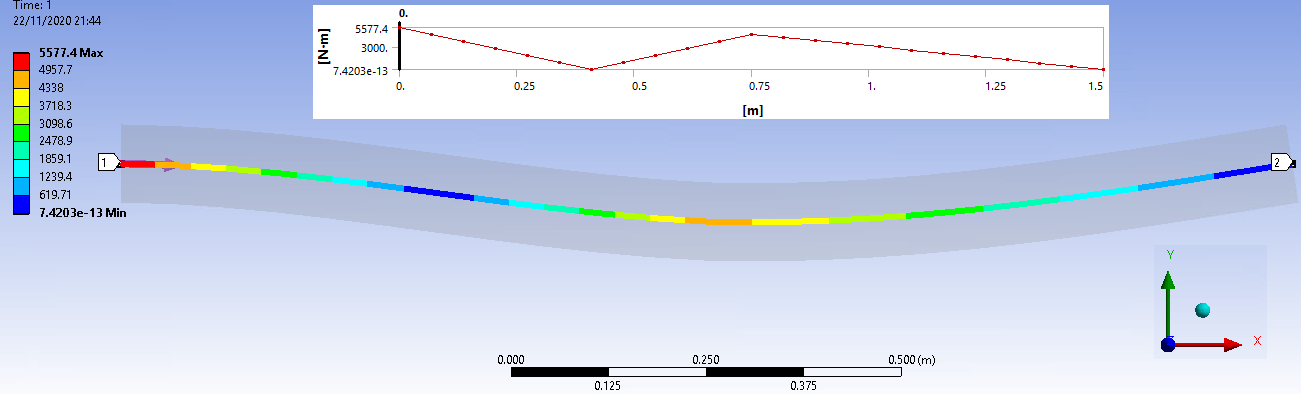 Time: 1
22/11/2020 21:44
5577.4 Max
4957.7
4338
3718.3
3098.6
2478.9
1859.1
1239.4
619.71
7.4203e-13 Min
0.
[N·m]
5577.4
3000.
7.4203e-13
0. 0.25 0.5 0.75 1. 1.25 1.5
[m]
1
2
Y
X
0.000 0.250 0.500 (m)
0.125 0.375